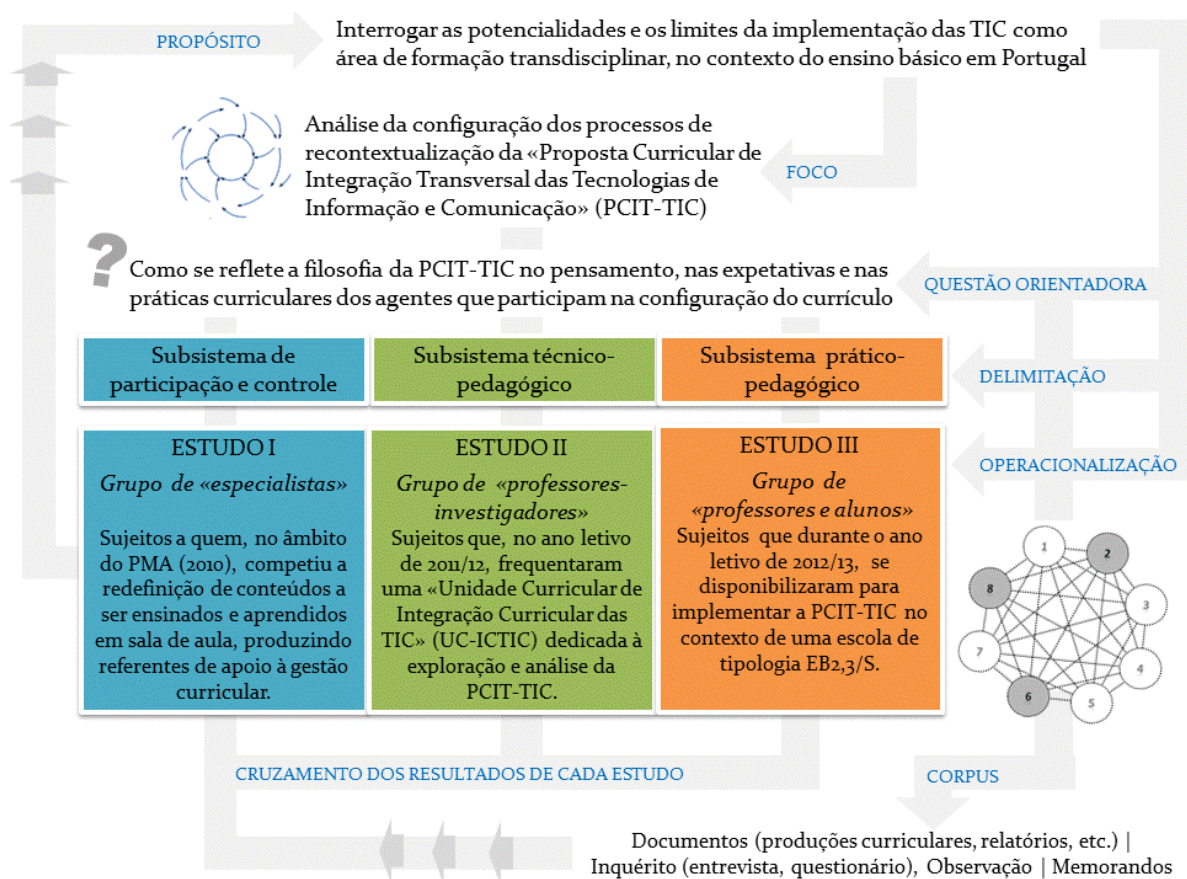 PROPÓSITO
Interrogar as potencialidades e os limites da implementação das TIC como
área de formação transdisciplinar, no contexto do ensino básico em Portugal
Análise da configuração dos processos de
recontextualização da «Proposta Curricular de
Integração Transversal das Tecnologias de
Informação e Comunicação» (PCIT-TIC)
FOCO
?
Como se reflete a filosofia da PCIT-TIC no pensamento, nas expetativas e nas
práticas curriculares dos agentes que participam na configuração do currículo
QUESTÃO ORIENTADORA
Subsistema de
participação e controle
Subsistema técnico-
pedagógico
Subsistema prático-
pedagógico
DELIMITAÇÃO
ESTUDO I
Grupo de «especialistas»
Sujeitos a quem, no âmbito
do PMA (2010), competiu a
redefinição de conteúdos a
ser ensinados e aprendidos
em sala de aula, produzindo
referentes de apoio à gestão
curricular.
ESTUDO II
Grupo de «professores-
investigadores»
Sujeitos que, no ano letivo
de 2011/12, frequentaram
uma «Unidade Curricular de
Integração Curricular das
TIC» (UC-ICTIC) dedicada à
exploração e análise da
PCIT-TIC.
ESTUDO III
Grupo de
«professores e alunos»
Sujeitos que durante o ano
letivo de 2012/13, se
disponibilizaram para
implementar a PCIT-TIC no
contexto de uma escola de
tipologia EB2,3/S.
OPERACIONALIZAÇÃO
1
2
3
4
5
6
7
8
CRUZAMENTO DOS RESULTADOS DE CADA ESTUDO
CORPUS
Documentos (produções curriculares, relatórios, etc.) |
Inquérito (entrevista, questionário), Observação | Memorandos